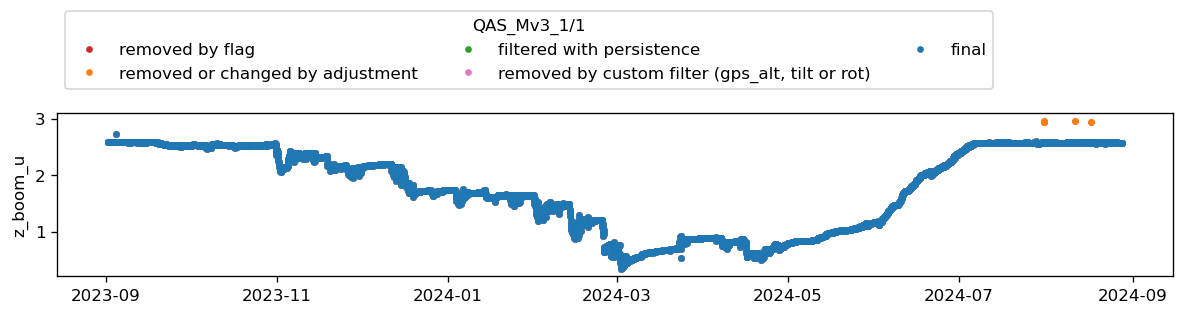 QAS_Mv3_1/1
removed by flag
filtered with persistence
final
removed or changed by adjustment
removed by custom filter (gps_alt, tilt or rot)
z_boom_u
3
2
1
2023-09
2023-11
2024-01
2024-03
2024-05
2024-07
2024-09